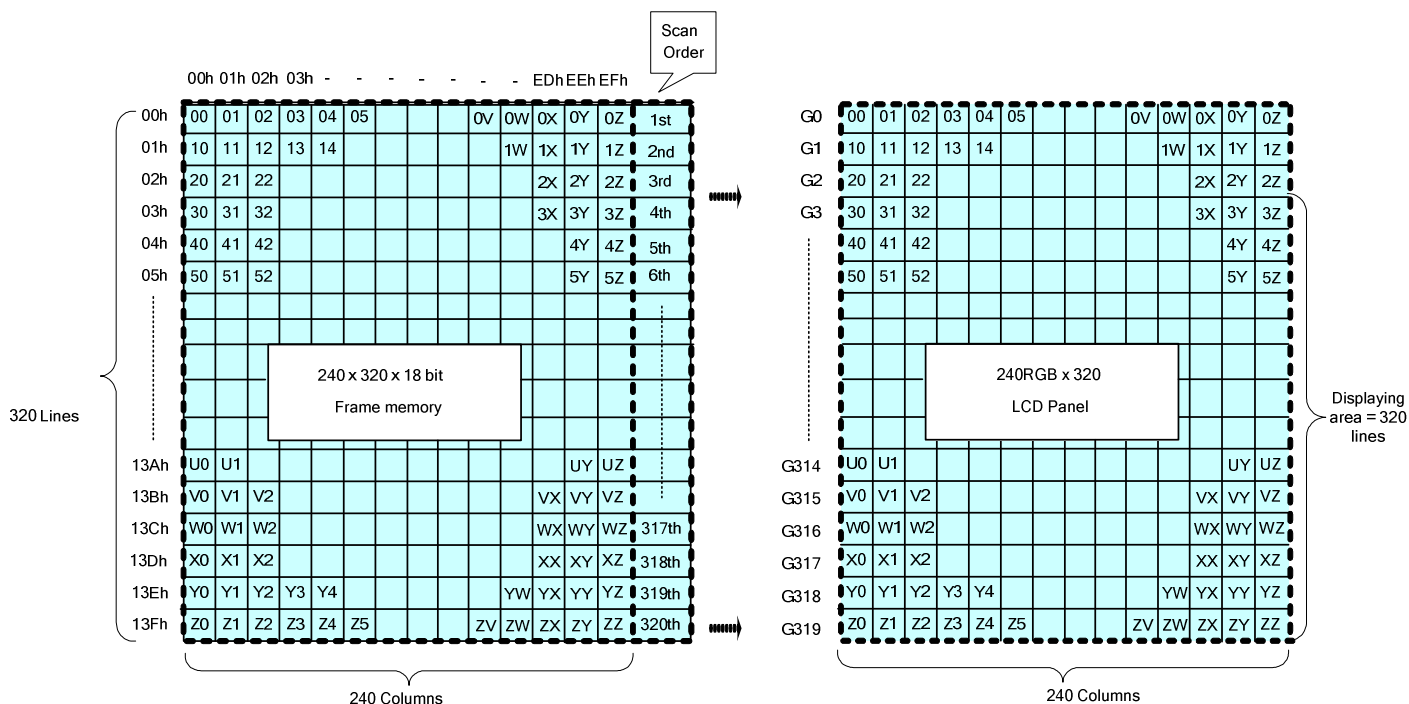 Scan
Order
00h 01h 02h 03h - - - - - - - EDh EEh EFh
00h 00 01 02 03 04 05 0V 0W 0X 0Y 0Z 1st
01h 10 11 12 13 14 1W 1X 1Y 1Z 2nd
02h 20 21 22 2X 2Y 2Z 3rd
03h 30 31 32 3X 3Y 3Z 4th
04h 40 41 42 4Y 4Z 5th
05h 50 51 52 5Y 5Z 6th
240 x 320 x 18 bit
Frame memory
320 Lines
13Ah U0 U1 UY UZ
13Bh V0 V1 V2 VX VY VZ
13Ch W0 W1 W2 WX WY WZ 317th
13Dh X0 X1 X2 XX XY XZ 318th
13Eh Y0 Y1 Y2 Y3 Y4 YW YX YY YZ 319th
13Fh Z0 Z1 Z2 Z3 Z4 Z5 ZV ZW ZX ZY ZZ 320th
240 Columns
G0 00 01 02 03 04 05 0V 0W 0X 0Y 0Z
G1 10 11 12 13 14 1W 1X 1Y 1Z
G2 20 21 22 2X 2Y 2Z
G3 30 31 32 3X 3Y 3Z
40 41 42 4Y 4Z
50 51 52 5Y 5Z
240RGB x 320
LCD Panel
Displaying
area = 320
lines
G314 U0 U1 UY UZ
G315 V0 V1 V2 VX VY VZ
G316 W0 W1 W2 WX WY WZ
G317 X0 X1 X2 XX XY XZ
G318 Y0 Y1 Y2 Y3 Y4 YW YX YY YZ
G319 Z0 Z1 Z2 Z3 Z4 Z5 ZV ZW ZX ZY ZZ
240 Columns